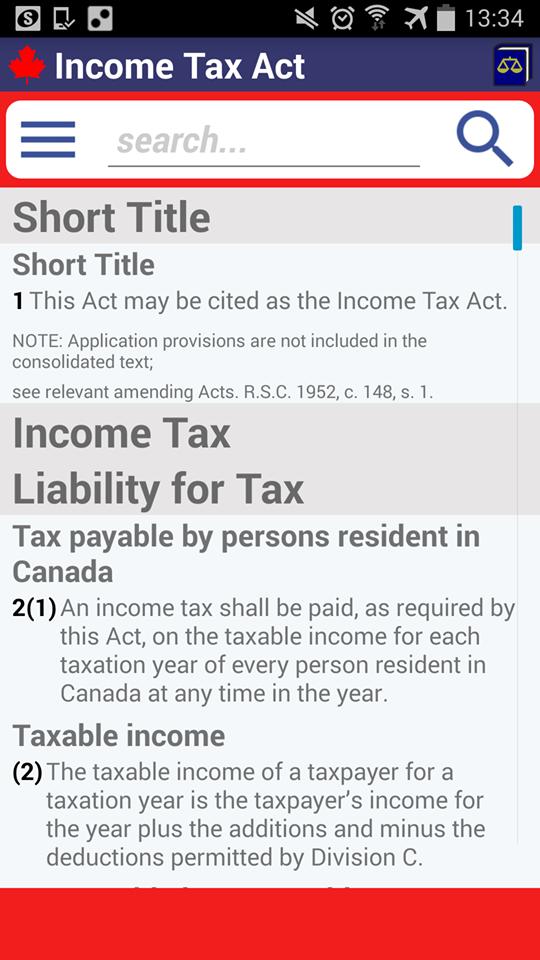 13:34
Income Tax Act
search...
Short Title
Short Title
1 This Act may be cited as the Income Tax Act.
NOTE: Application provisions are not included in the
consolidated text;
see relevant amending Acts. R.S.C. 1952, c. 148, s. 1.
Income Tax
Liability for Tax
Tax payable by persons resident in
Canada
2(1) An income tax shall be paid, as required by
this Act, on the taxable income for each
taxation year of every person resident in
Canada at any time in the year.
Taxable income
(2) The taxable income of a taxpayer for a
taxation year is the taxpayer's income for
the year plus the additions and minus the
deductions permitted by Division C.